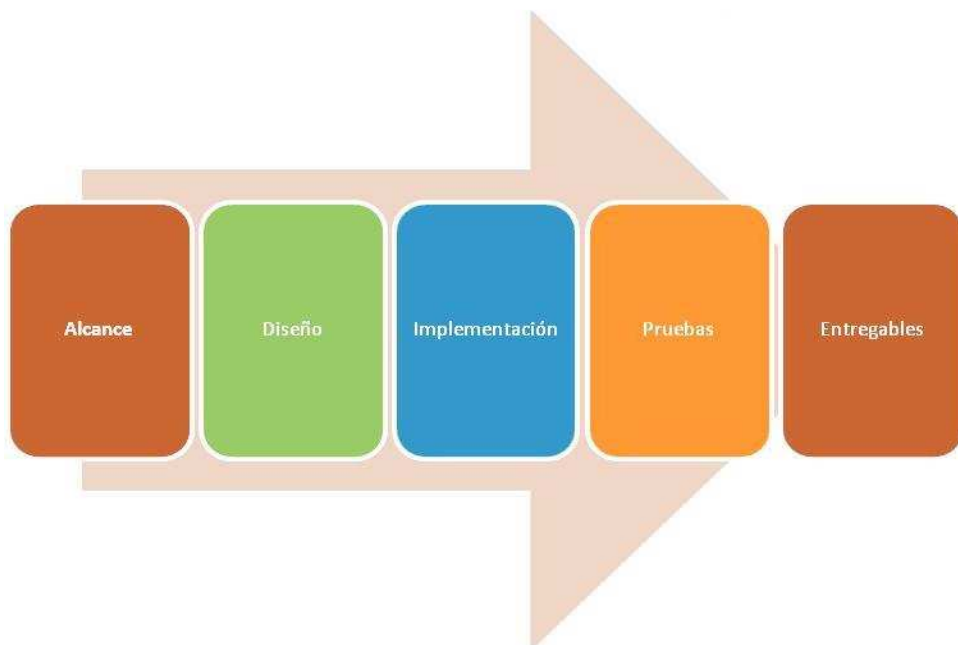 Alcance
Diseño
Implementación
Pruebas
Entregables